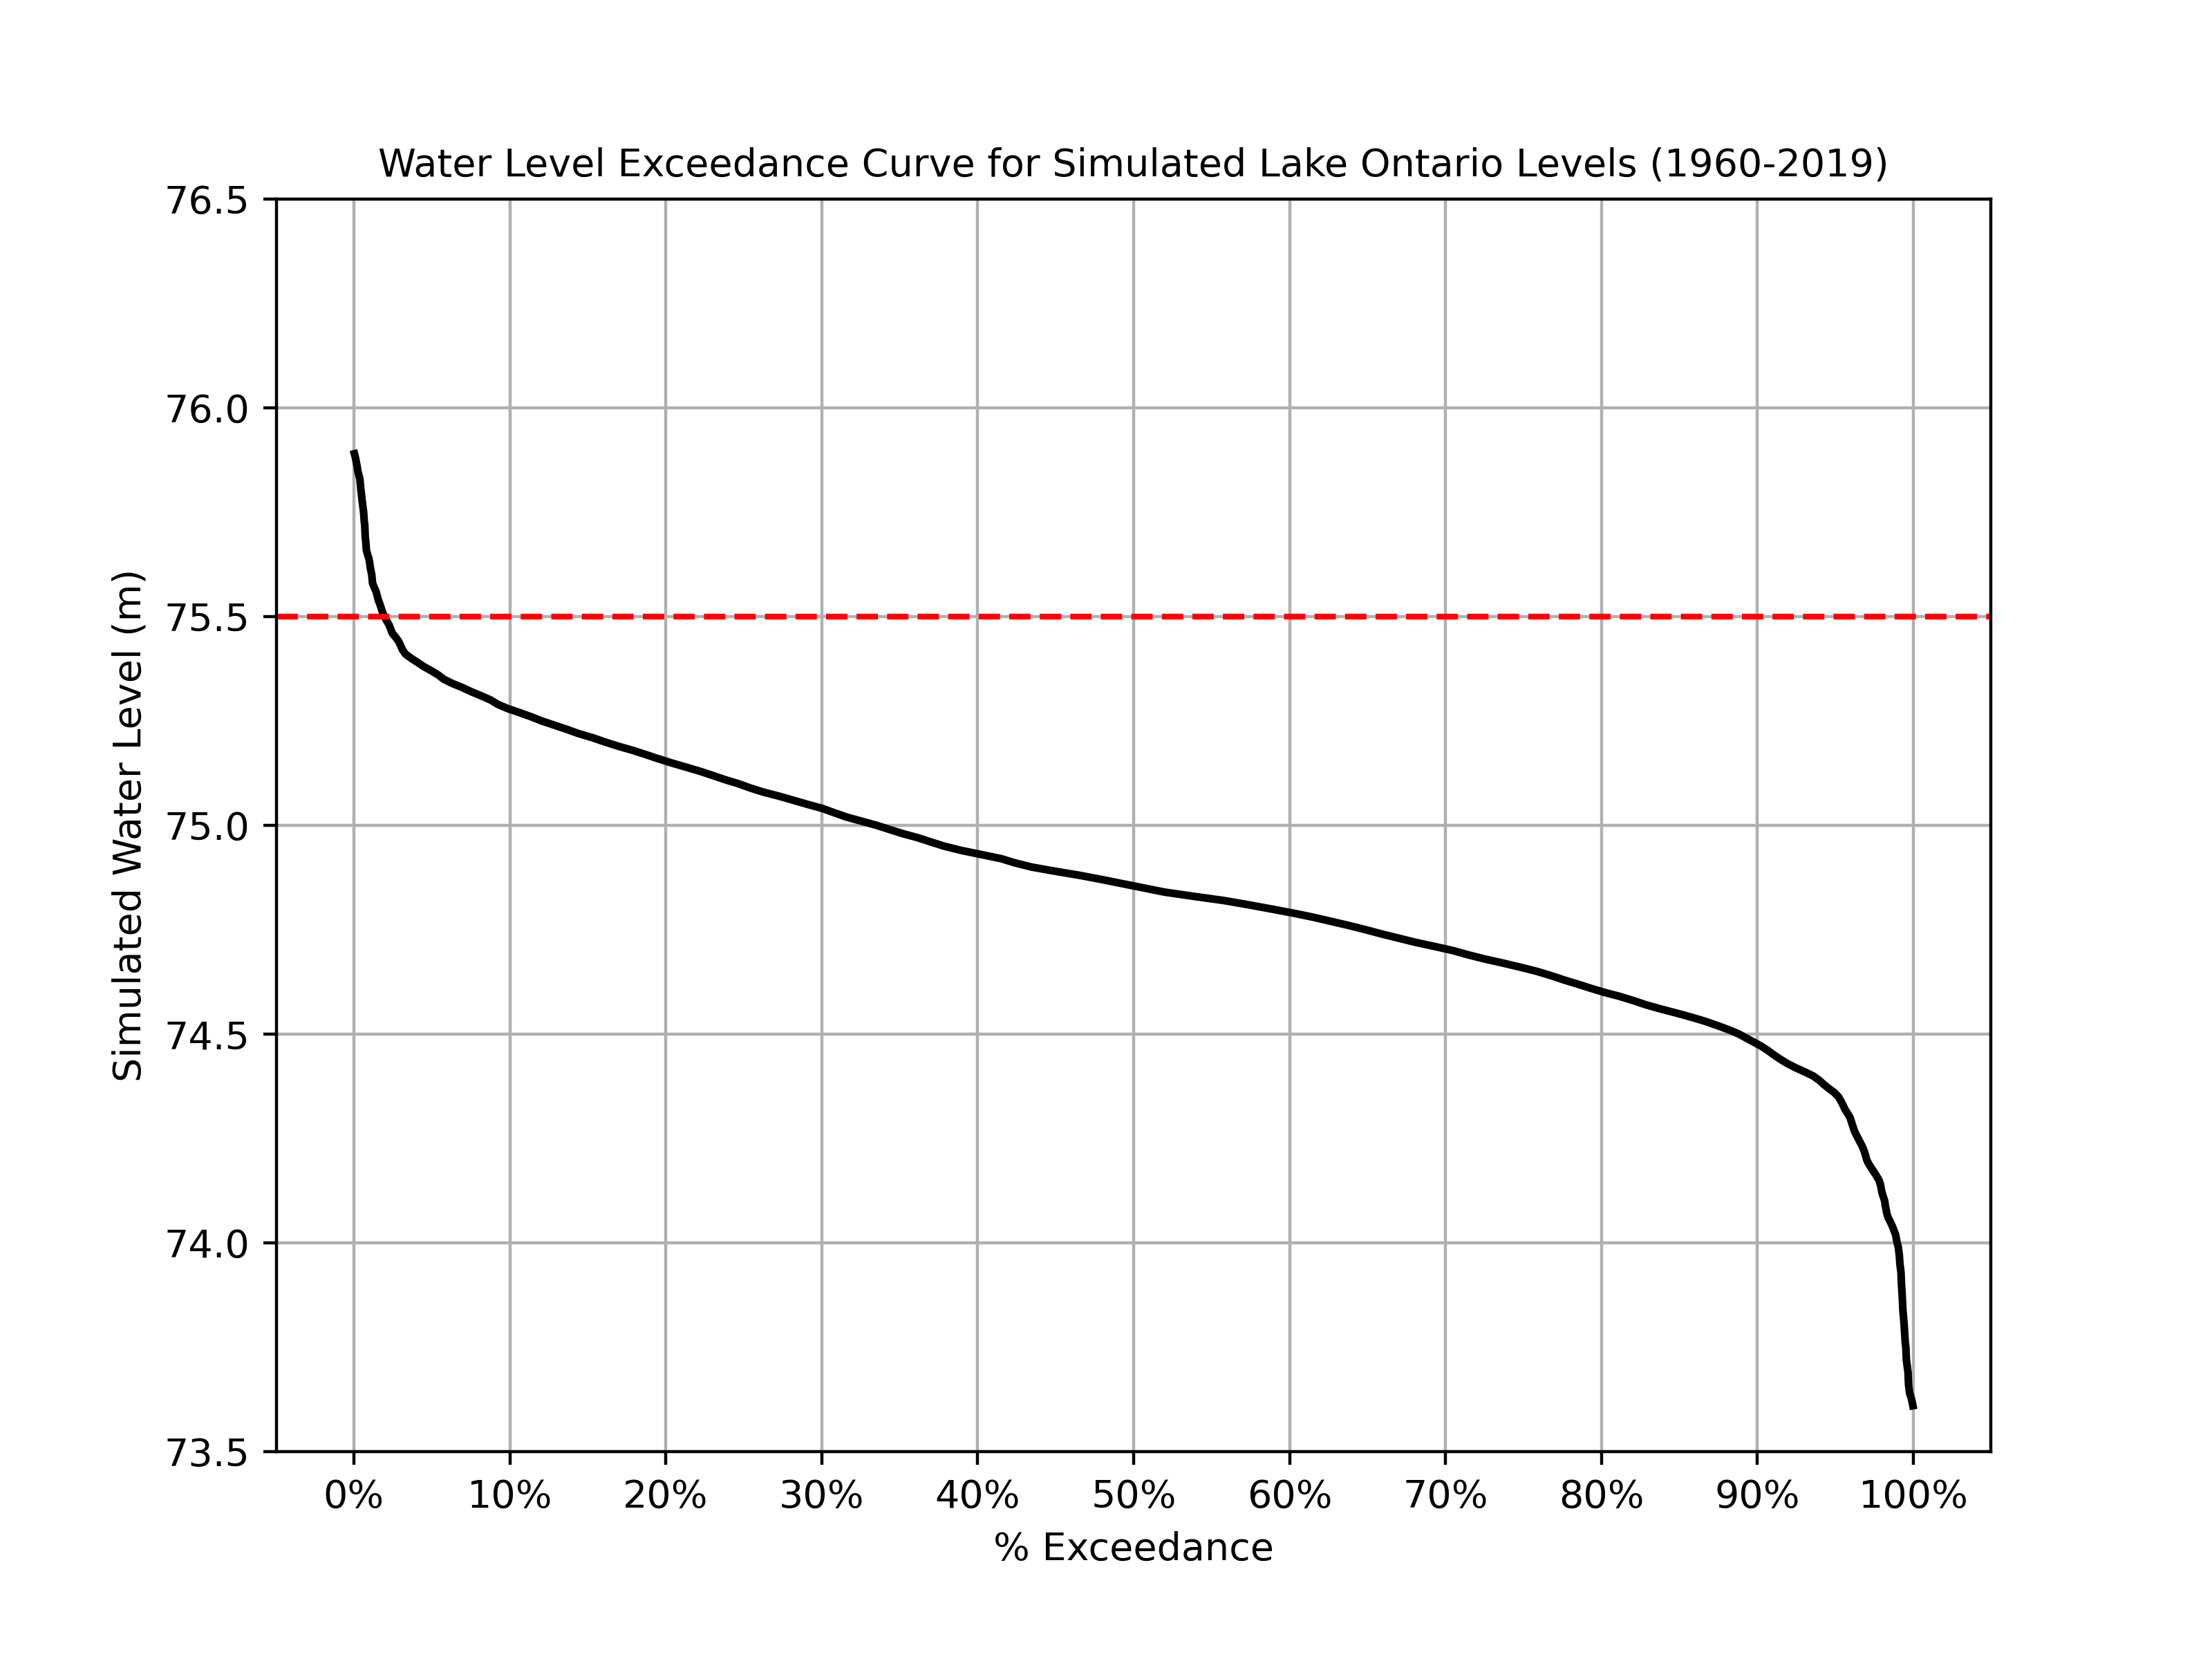 Water Level Exceedance Curve for Simulated Lake Ontario Levels (1960-2019)
76.5
76.0
75.5
75.0
74.5
74.0
73.5
Simulated Water Level (m)
0% 10% 20% 30% 40% 50% 60% 70% 80% 90% 100%
% Exceedance